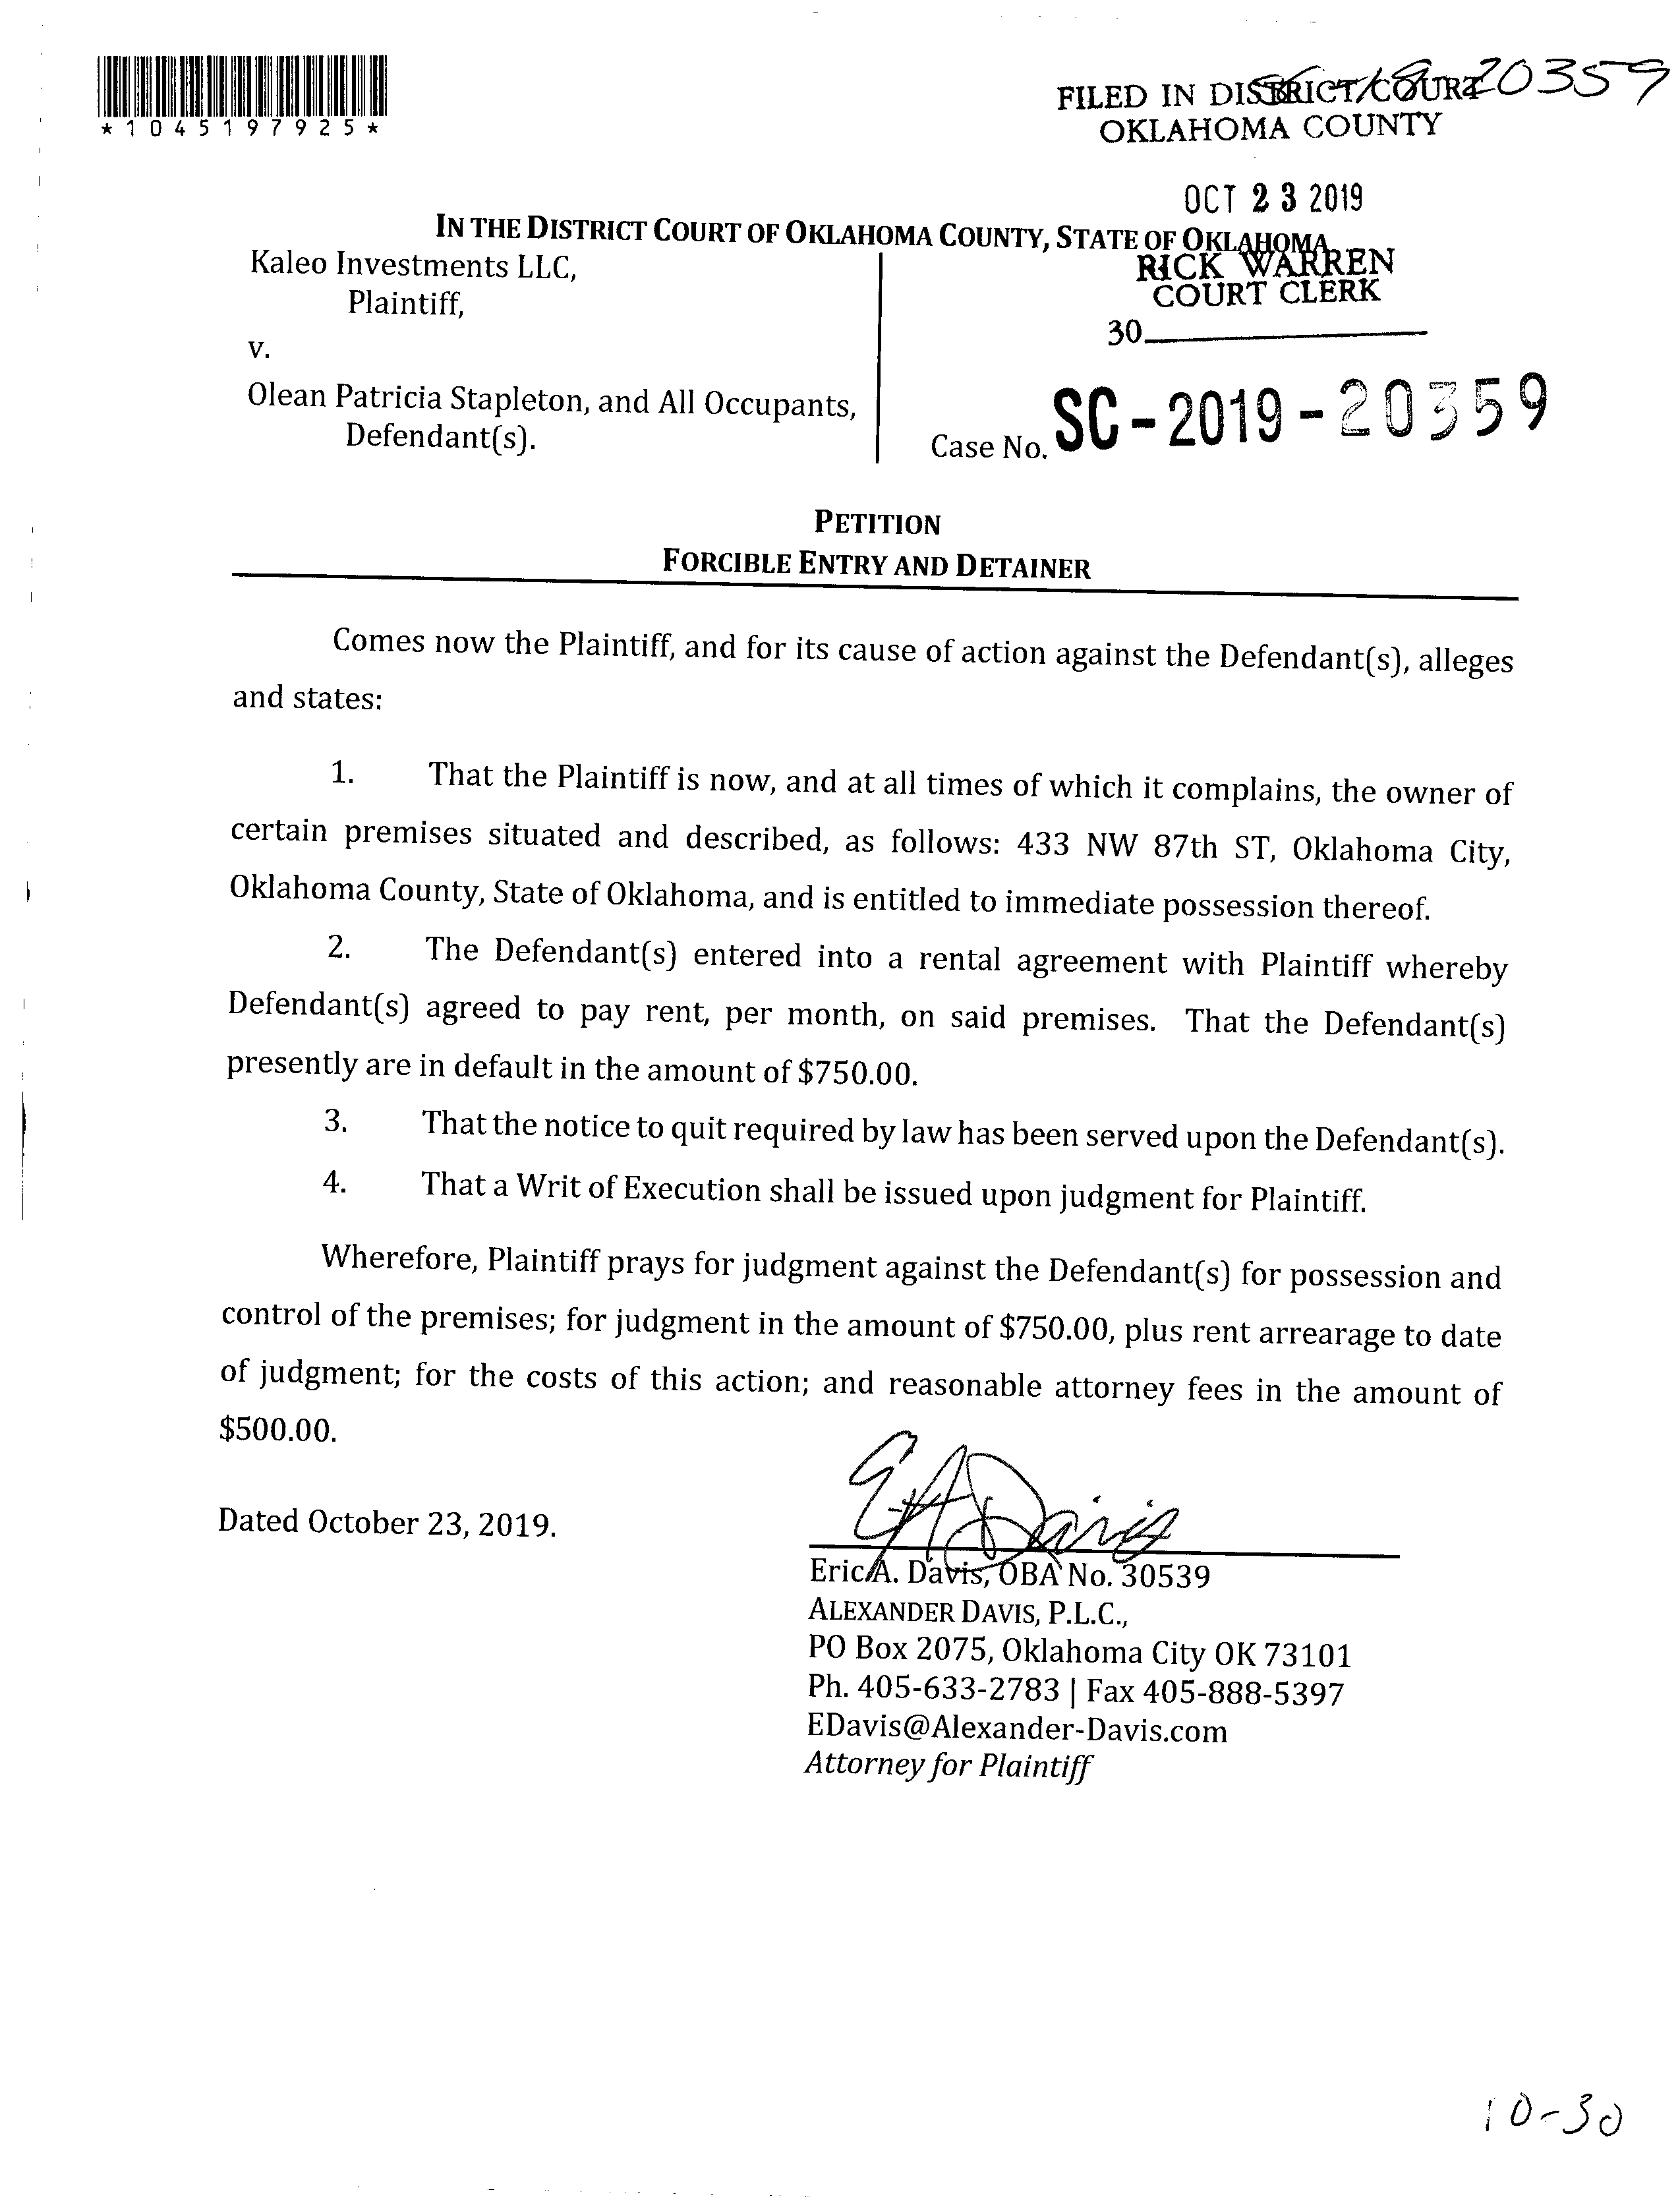 *1045197925*
20359
FILED IN DISTRICT COURT
OKLAHOMA COUNTY
OCT 23 2019
IN THE DISTRICT COURT OF OKLAHOMA COUNTY, STATE OF OKLAHOMA
RICK WARREN
COURT CLERK
30
Kaleo Investments LLC,
Plaintiff,
v.
Olean Patricia Stapleton, and All Occupants,
Defendant(s).
Case No. SC-2019-20359
PETITION
FORCIBLE ENTRY AND DETAINER
Comes now the Plaintiff, and for its cause of action against the Defendant(s), alleges
and states:
1. That the Plaintiff is now, and at all times of which it complains, the owner of
certain premises situated and described, as follows: 433 NW 87th ST, Oklahoma City,
Oklahoma County, State of Oklahoma, and is entitled to immediate possession thereof.
2. The Defendant(s) entered into a rental agreement with Plaintiff whereby
Defendant(s) agreed to pay rent, per month, on said premises. That the Defendant(s)
presently are in default in the amount of $750.00.
3. That the notice to quit required by law has been served upon the Defendant(s).
4. That a Writ of Execution shall be issued upon judgment for Plaintiff.
Wherefore, Plaintiff prays for judgment against the Defendant(s) for possession and
control of the premises; for judgment in the amount of $750.00, plus rent arrearage to date
of judgment; for the costs of this action; and reasonable attorney fees in the amount of
$500.00.
Dated October 23, 2019.
EADavis
Eric A. Davis, OBA No. 30539
ALEXANDER DAVIS, P.L.C.,
PO Box 2075, Oklahoma City OK 73101
Ph. 405-633-2783 | Fax 405-888-5397
EDavis@Alexander-Davis.com
Attorney for Plaintiff
10-30